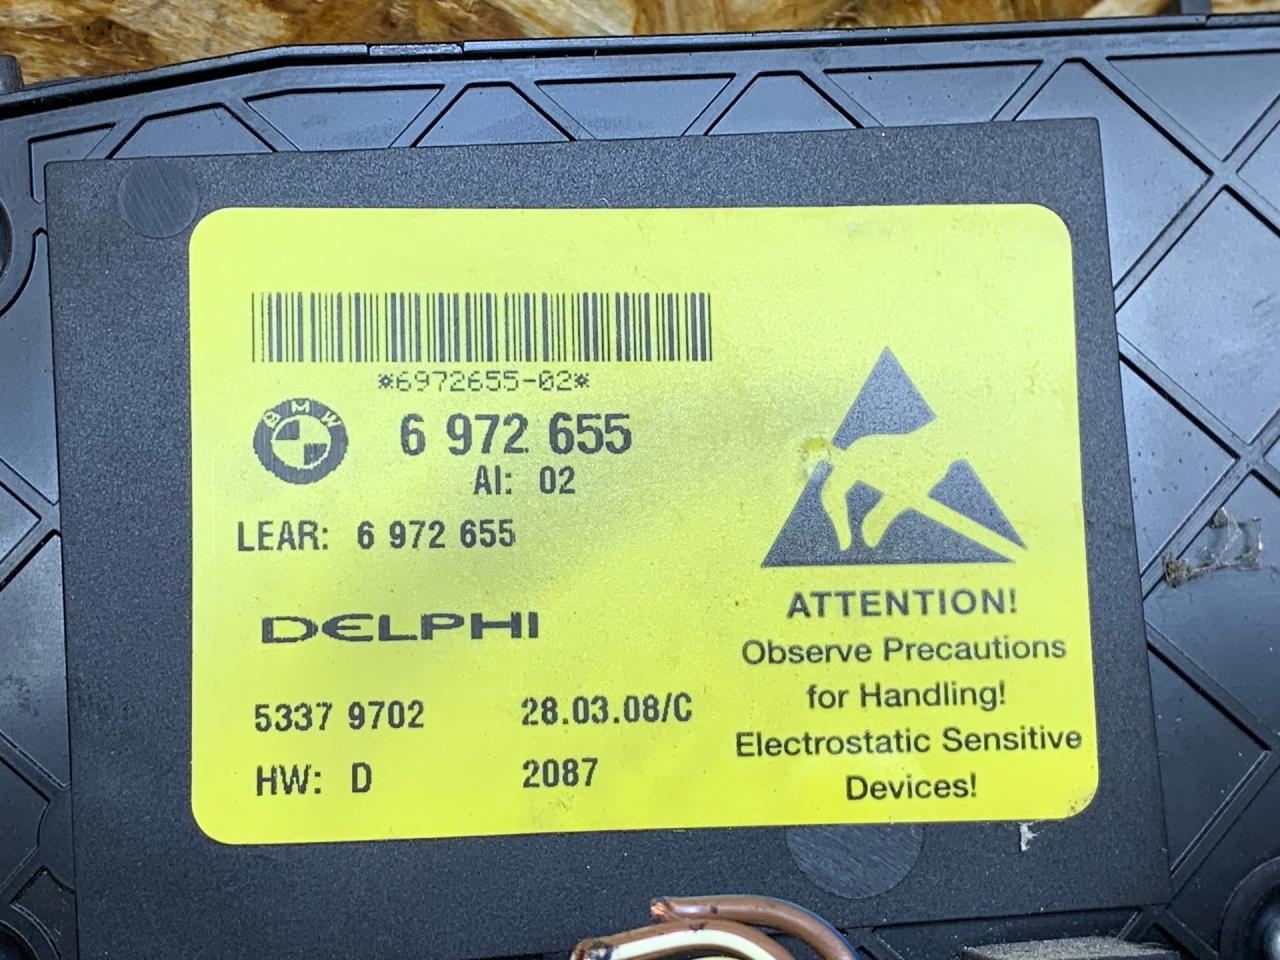 *6972655-02*
BMW
6 972 655
AI: 02
LEAR: 6 972 655
DELPHI
5337 9702 28.03.08/C
HW: D 2087
ATTENTION!
Observe Precautions
for Handling!
Electrostatic Sensitive
Devices!